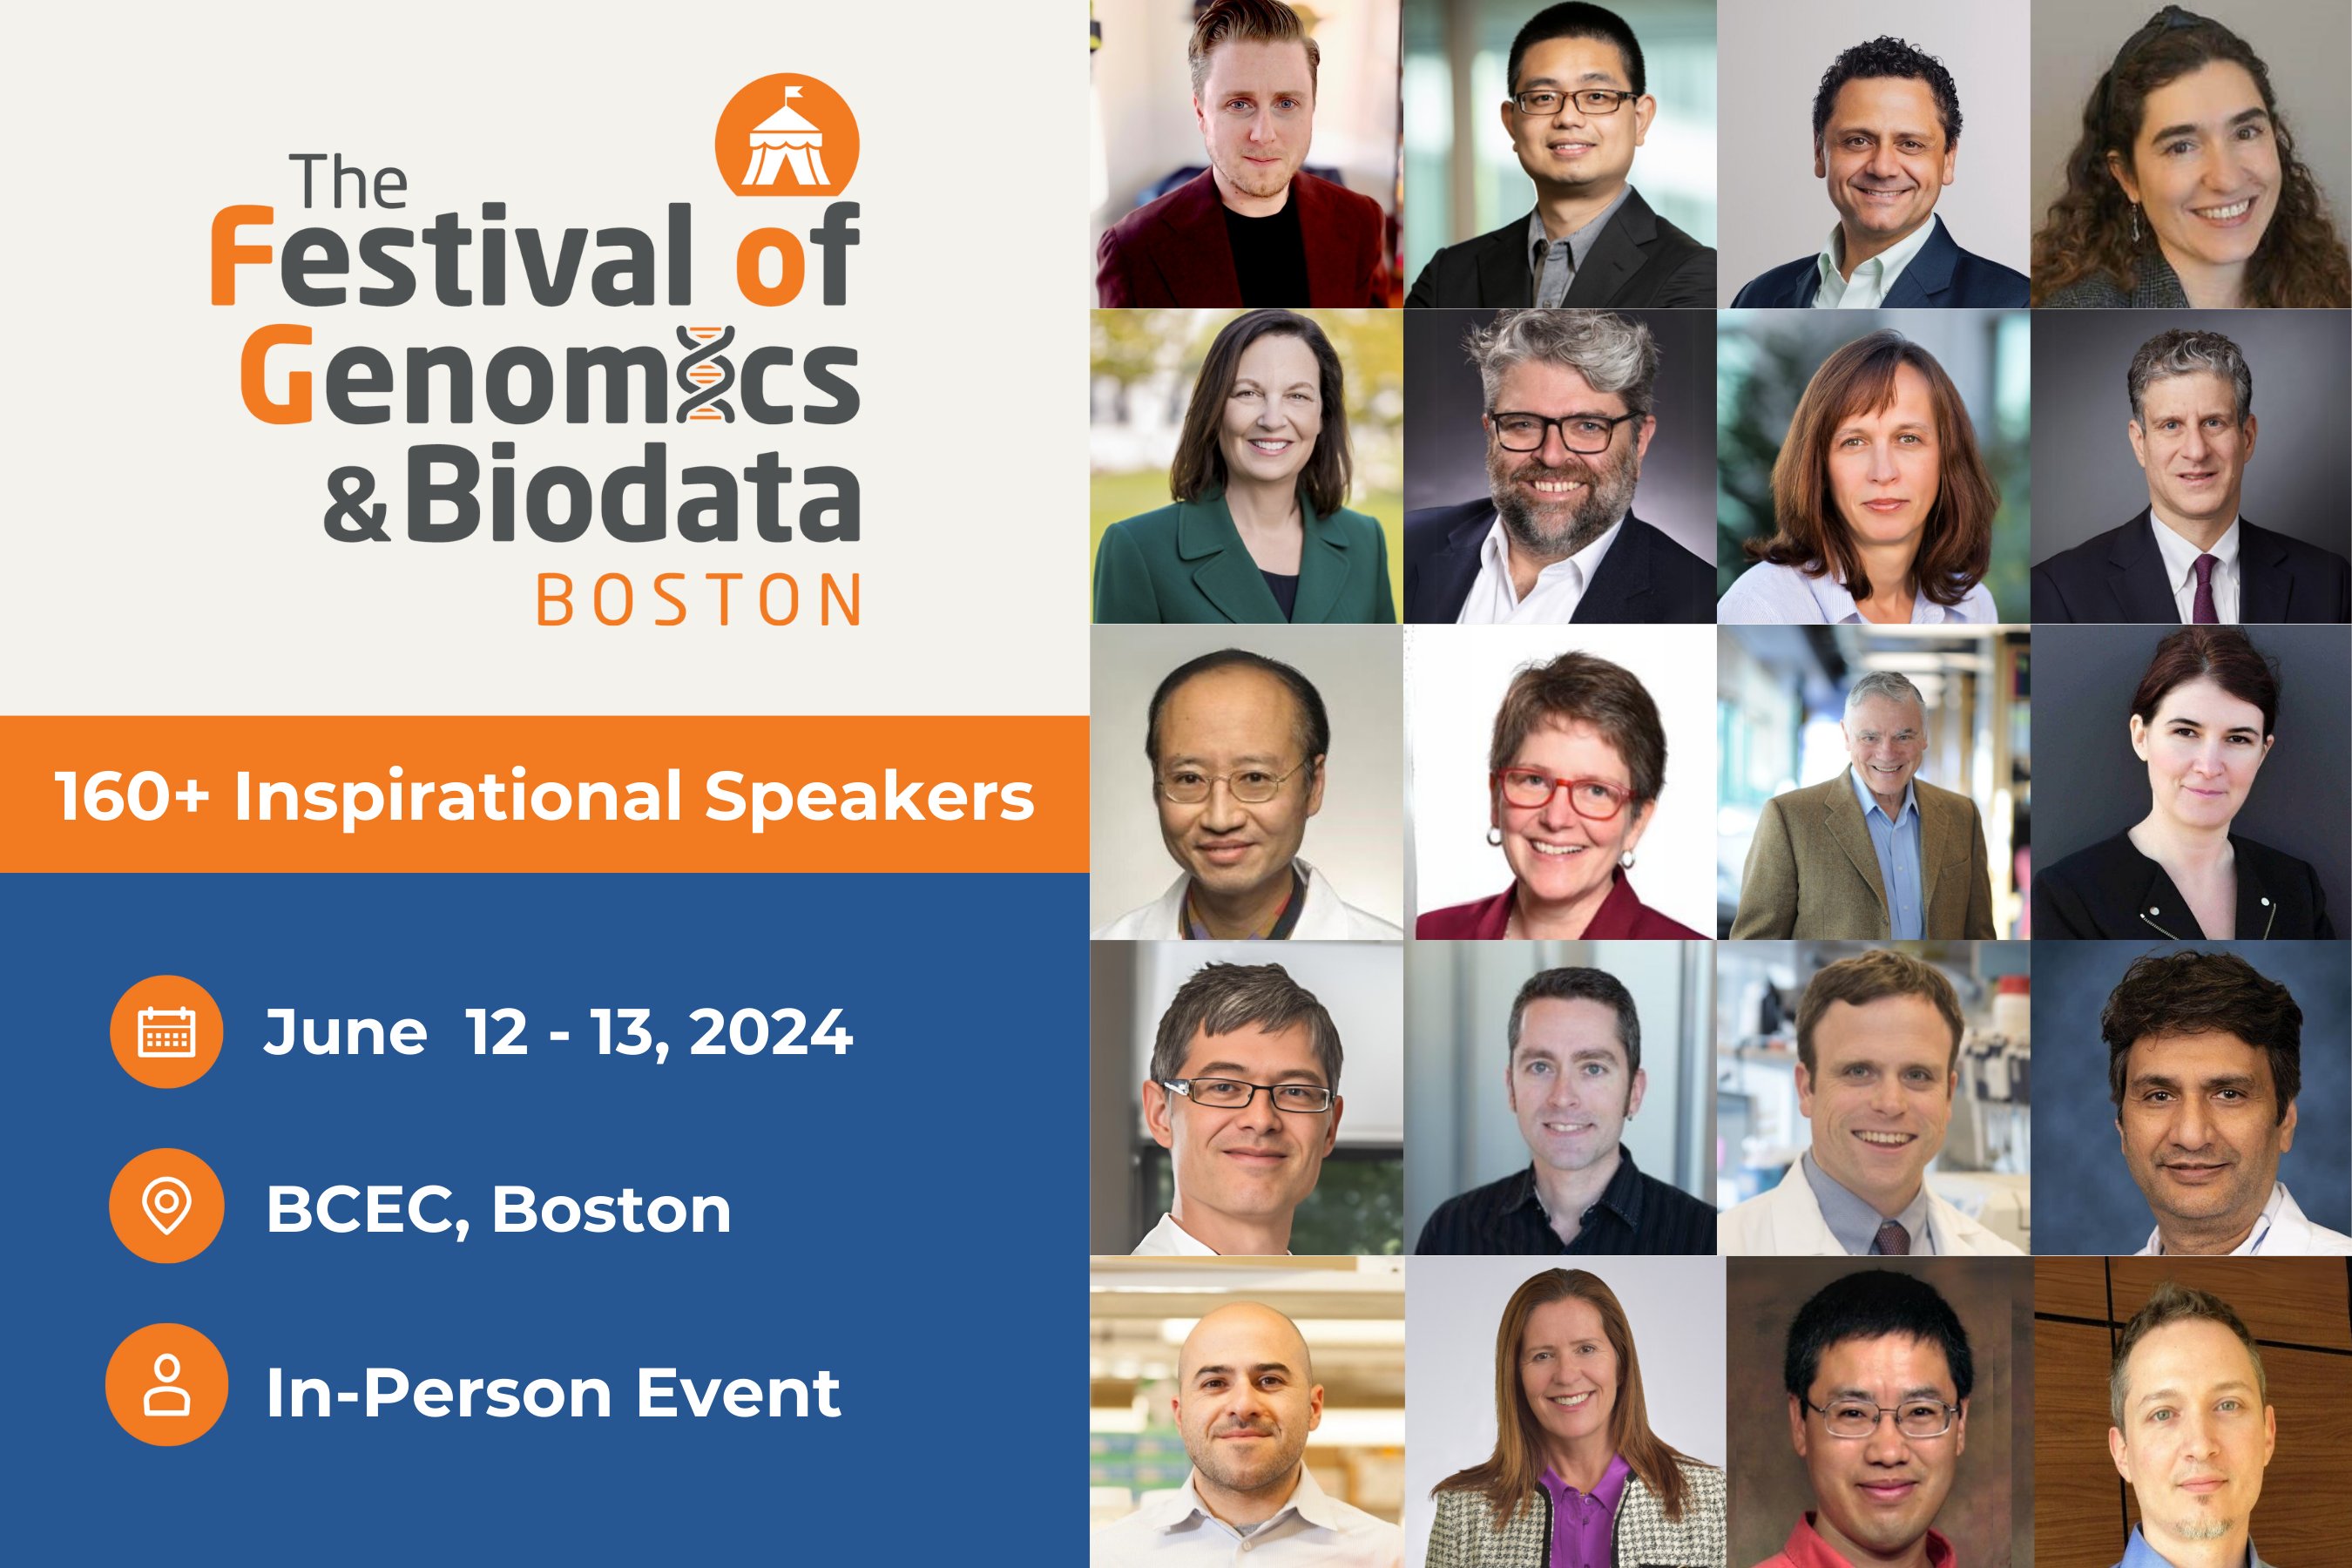 The
Festival of
Genomics
&Biodata
BOSTON
160+ Inspirational Speakers
June 12 - 13, 2024
BCEC, Boston
In-Person Event